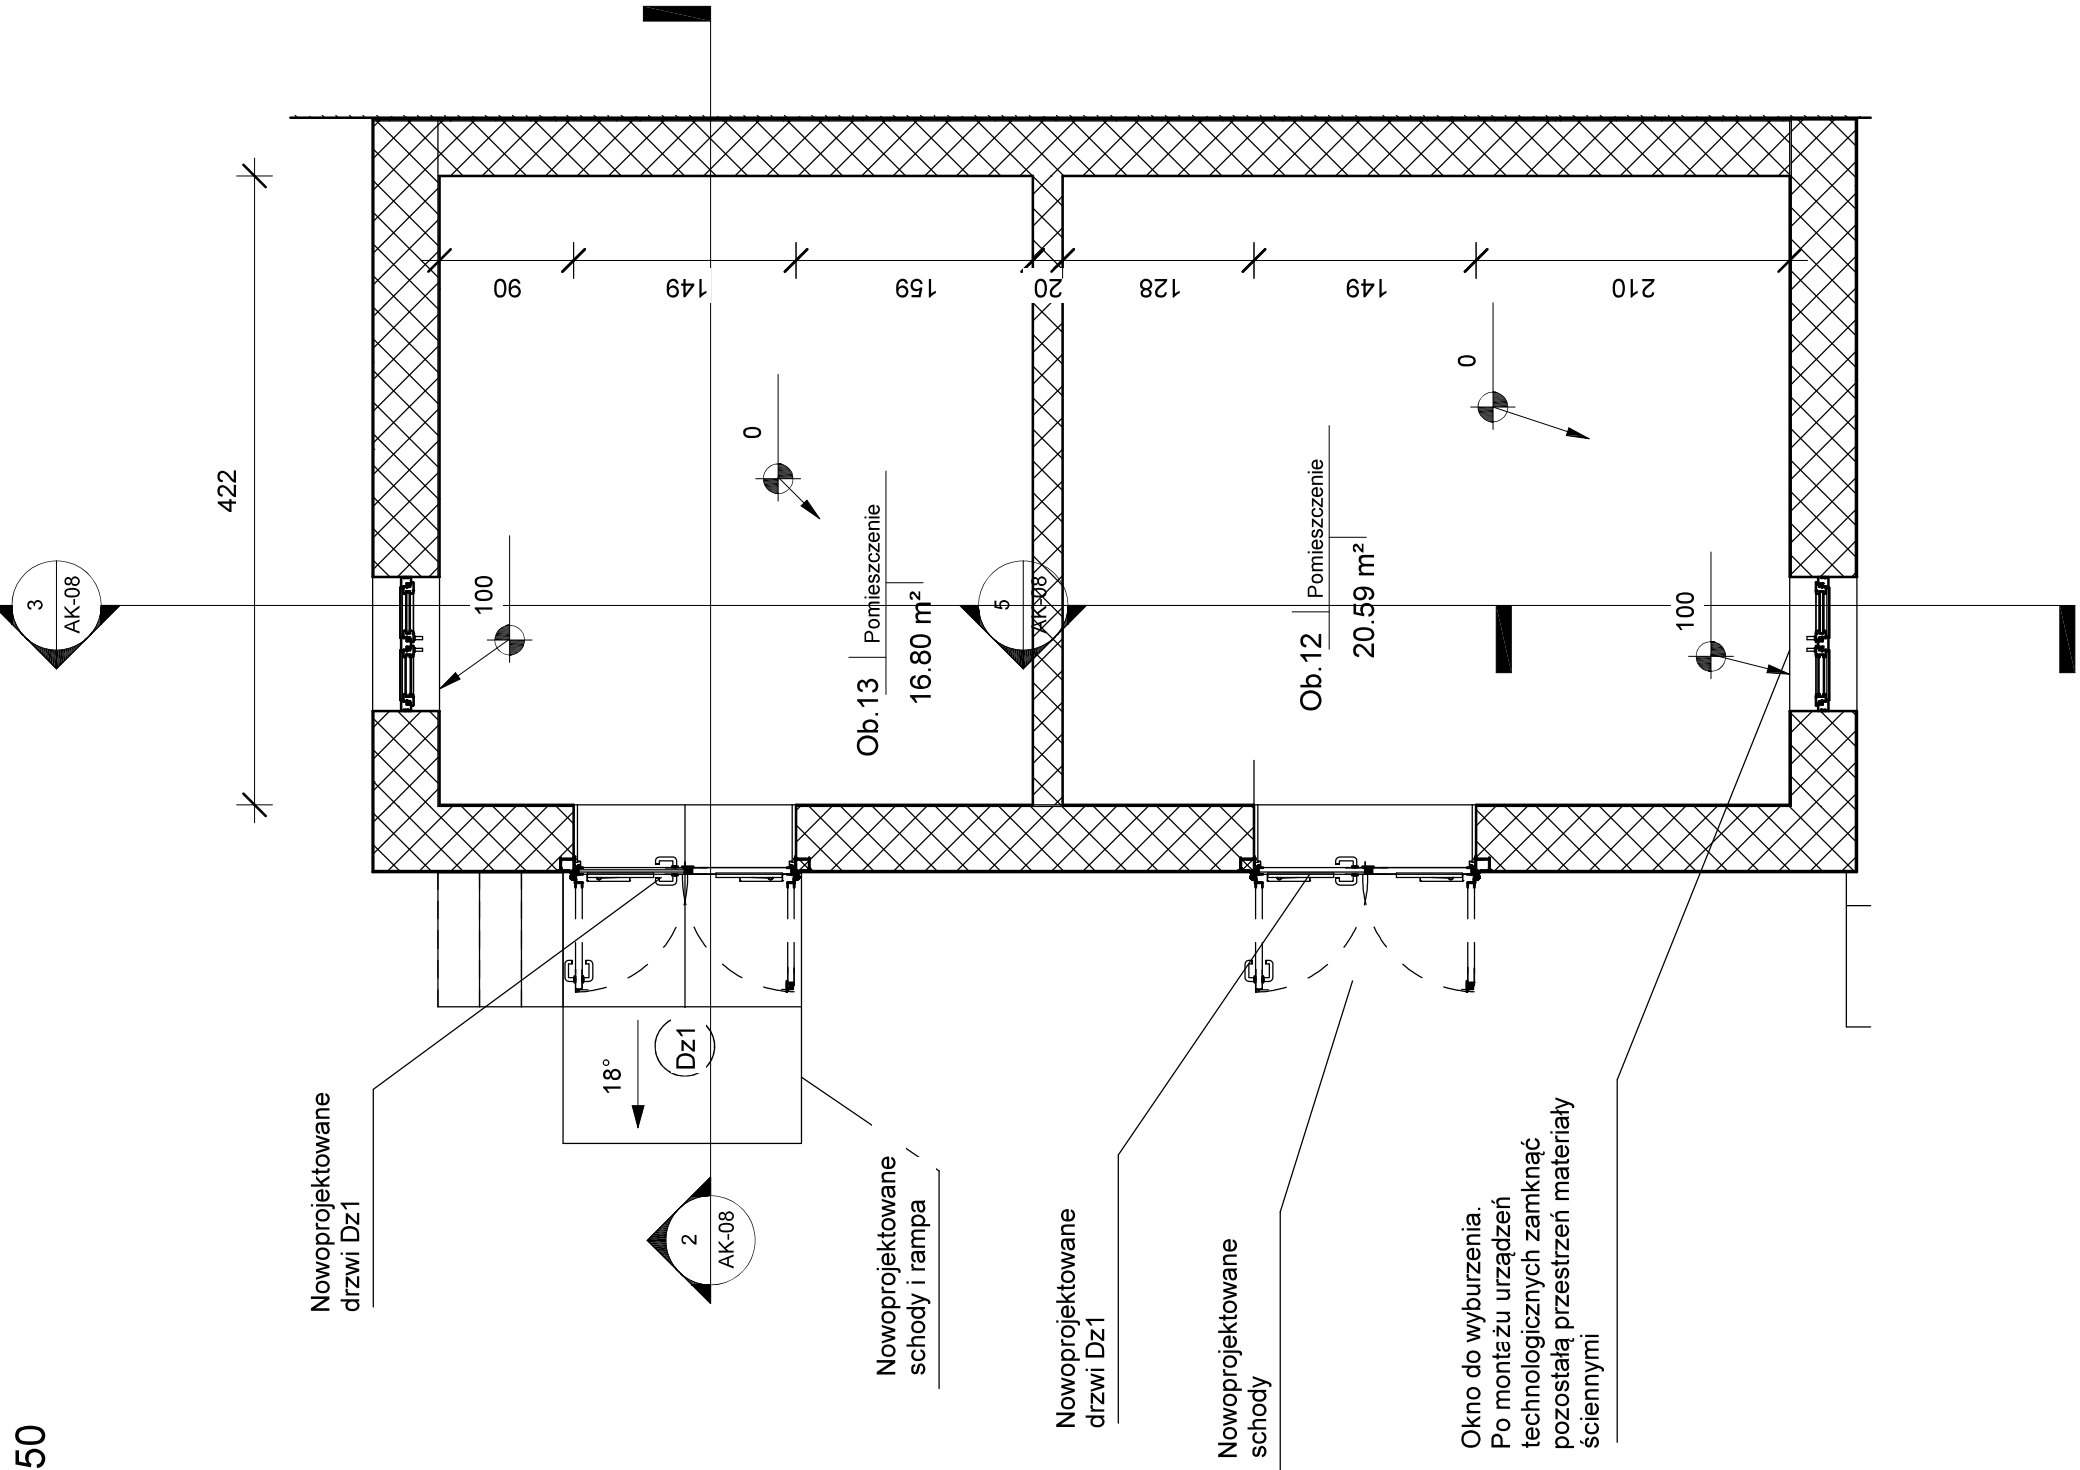 50
3
AK-08
422
90
149
159
20
128
149
210
0
0
100
100
Ob.13
Pomieszczenie
16.80 m²
5
AK-08
Ob.12
Pomieszczenie
20.59 m²
18°
Dz1
2
AK-08
Nowoprojektowane
drzwi Dz1
Nowoprojektowane
schody i rampa
Nowoprojektowane
drzwi Dz1
Nowoprojektowane
schody
Okno do wyburzenia.
Po montażu urządzeń
technologicznych zamknąć
pozostałą przestrzeń materiały
ściennymi